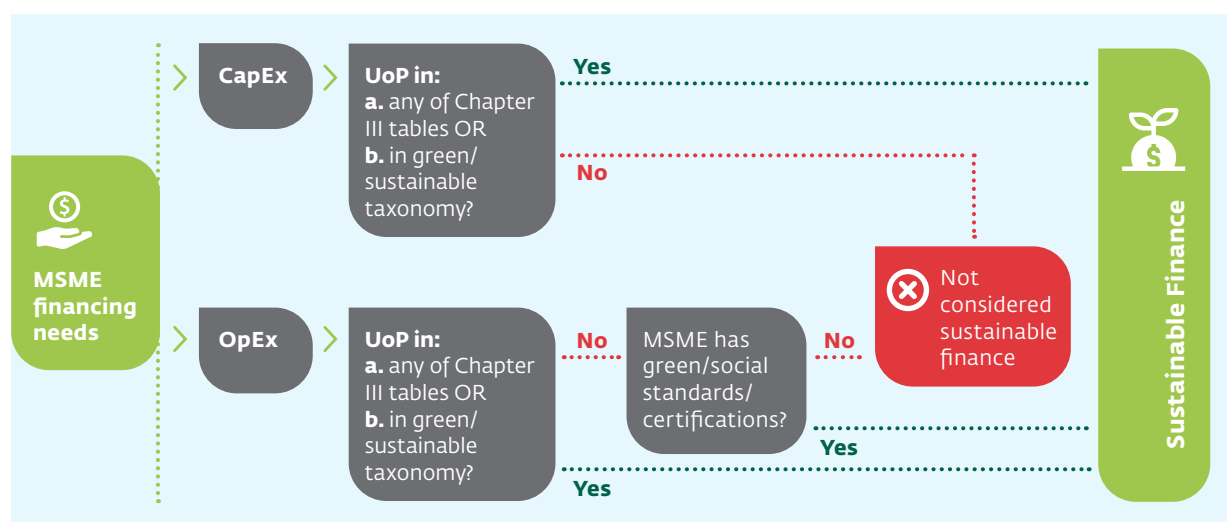 MSME
financing
needs
CapEx
UoP in:
a. any of Chapter
III tables OR
b. in green/
sustainable
taxonomy?
Yes
No
OpEx
UoP in:
a. any of Chapter
III tables OR
b. in green/
sustainable
taxonomy?
No
Yes
MSME has
green/social
standards/
certifications?
No
Yes
Not
considered
sustainable
finance
$
$
Sustainable Finance